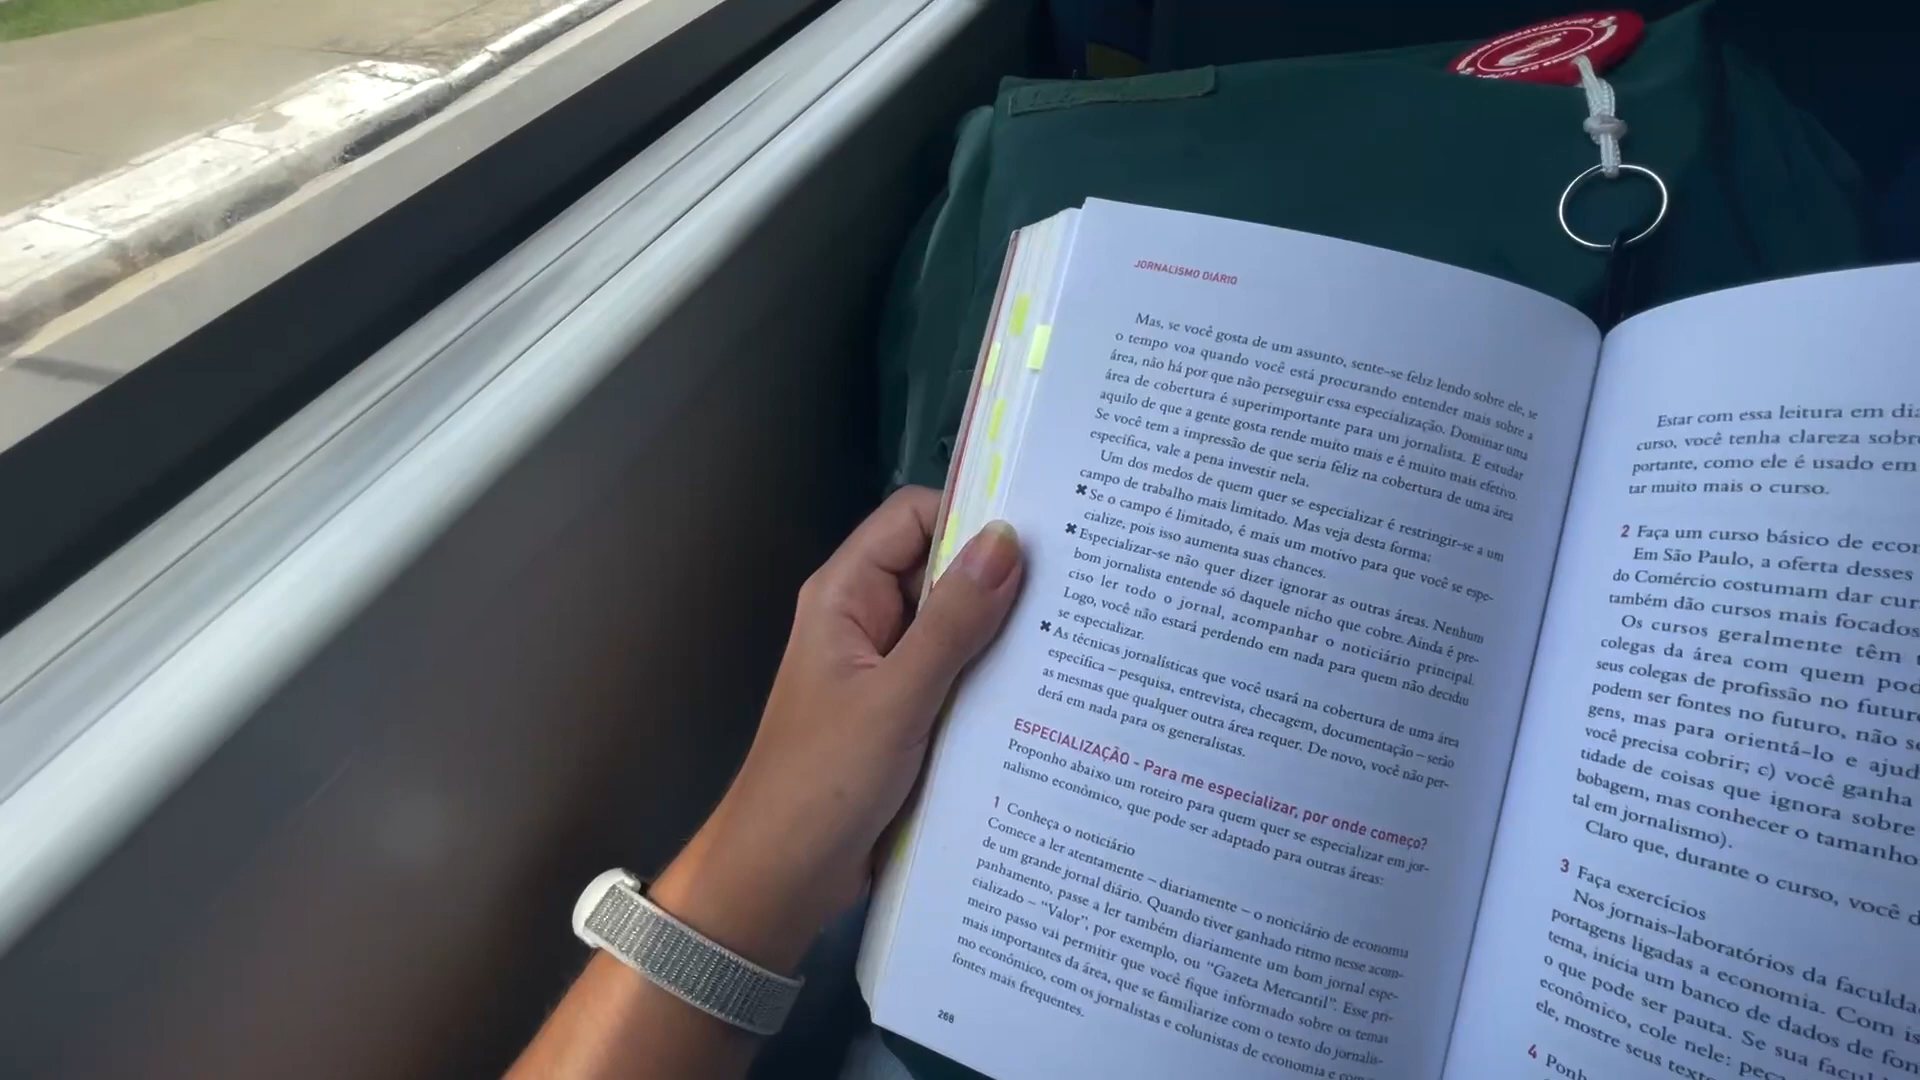 JORNALISMO DIÁRIO
Mas, se você gosta de um assunto, sente-se feliz lendo sobre ele, se
o tempo voa quando você está procurando entender mais sobre a
área, não há por que não perseguir essa especialização. Dominar uma
área de cobertura é superimportante para um jornalista. E estudar
aquilo de que a gente gosta rende muito mais e é muito mais efetivo.
Se você tem a impressão de que seria feliz na cobertura de uma área
específica, vale a pena investir nela.
Um dos medos de quem quer se especializar é restringir-se a um
campo de trabalho mais limitado. Mas veja desta forma:
✖ Se o campo é limitado, é mais um motivo para que você se espe-
cialize, pois isso aumenta suas chances.
✖ Especializar-se não quer dizer ignorar as outras áreas. Nenhum
bom jornalista entende só daquele nicho que cobre. Ainda é pre-
ciso ler todo o jornal, acompanhar o noticiário principal.
Logo, você não estará perdendo em nada para quem não decidiu
se especializar.
✖ As técnicas jornalísticas que você usará na cobertura de uma área
específica – pesquisa, entrevista, checagem, documentação – serão
as mesmas que qualquer outra área requer. De novo, você não per-
derá em nada para os generalistas.
ESPECIALIZAÇÃO - Para me especializar, por onde começo?
Proponho abaixo um roteiro para quem quer se especializar em jor-
nalismo econômico, que pode ser adaptado para outras áreas:
1 Conheça o noticiário
Comece a ler atentamente – diariamente – o noticiário de economia
de um grande jornal diário. Quando tiver ganhado ritmo nesse acom-
panhamento, passe a ler também diariamente um bom jornal espe-
cializado – "Valor", por exemplo, ou "Gazeta Mercantil". Esse pri-
meiro passo vai permitir que você fique informado sobre os temas
mais importantes da área, que se familiarize com o texto do jornalis-
mo econômico, com os jornalistas e colunistas de economia e com
fontes mais frequentes.
268
Estar com essa leitura em dia
curso, você tenha clareza sobre
portante, como ele é usado em
tar muito mais o curso.
2 Faça um curso básico de econ
Em São Paulo, a oferta desses
do Comércio costumam dar cur
também dão cursos mais focados
Os cursos geralmente têm
colegas da área com quem pod
seus colegas de profissão no futuro
podem ser fontes no futuro, não s
gens, mas para orientá-lo e ajud
você precisa cobrir; c) você ganha
tidade de coisas que ignora sobre
bobagem, mas conhecer o tamanho
tal em jornalismo).
Claro que, durante o curso, você d
3 Faça exercícios
Nos jornais-laboratórios da faculda
portagens ligadas a economia. Com is
tema, inicia um banco de dados de fon
o que pode ser pauta. Se sua facul
econômico, cole nele: peça
ele, mostre seus text
4 Ponh